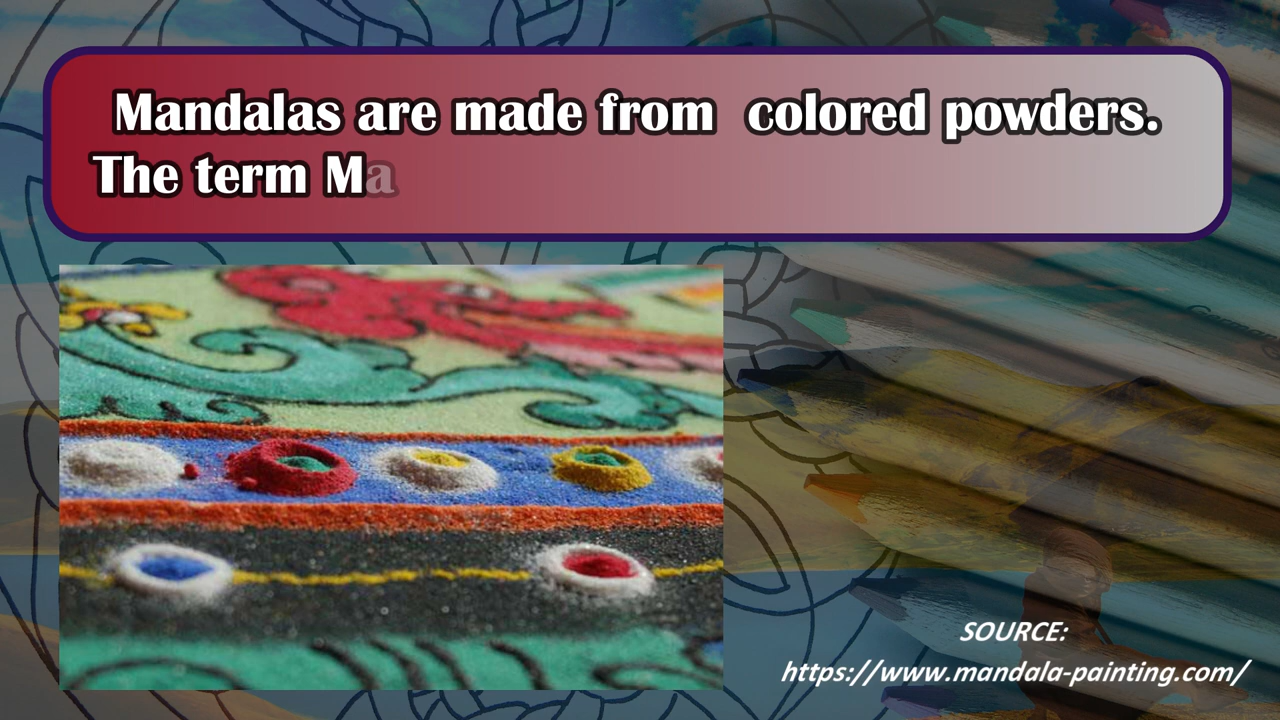 Mandalas are made from colored powders.
The term Ma
SOURCE:
https://www.mandala-painting.com/